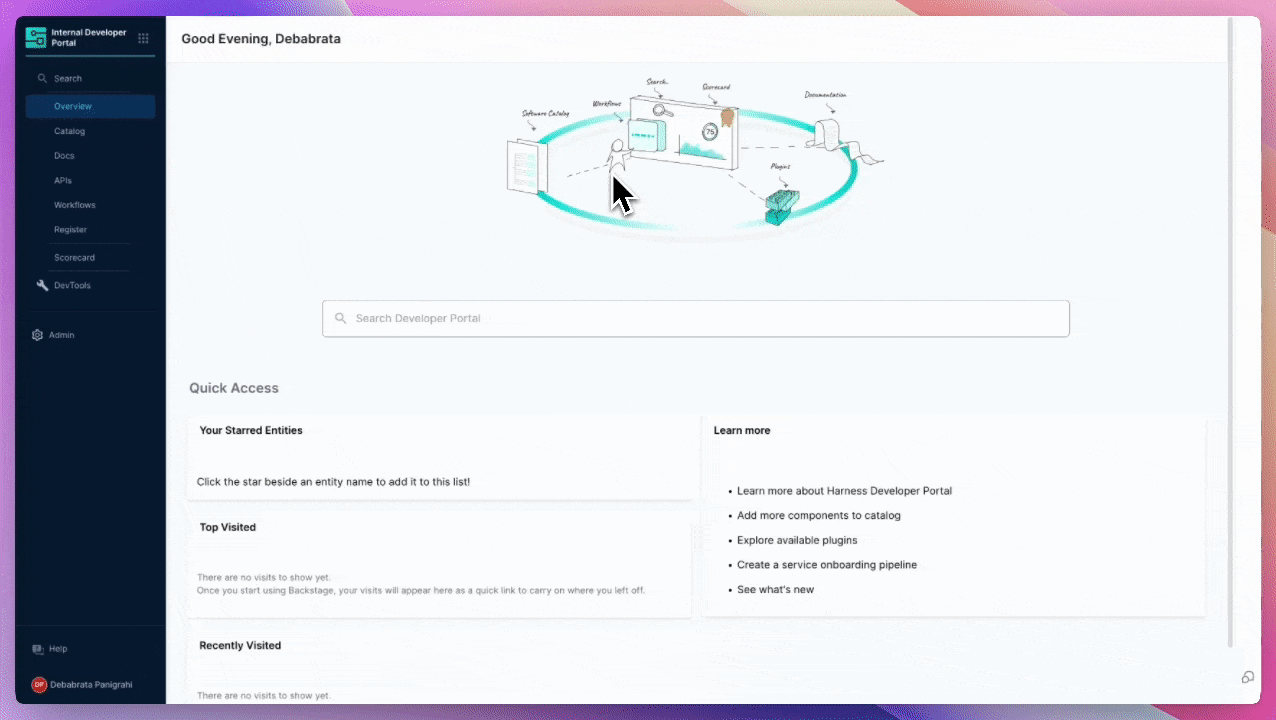 Internal Developer
Portal
Search
Overview
Catalog
Docs
APIs
Workflows
Register
Scorecard
DevTools
Admin
Help
DP
Debabrata Panigrahi
Good Evening, Debabrata
Search..
Scorecard
Documentation
Workflows
Software Catalog
75
Plugins
Search Developer Portal
Quick Access
Your Starred Entities
Click the star beside an entity name to add it to this list!
Top Visited
There are no visits to show yet.
Once you start using Backstage, your visits will appear here as a quick link to carry on where you left off.
Recently Visited
There are no visits to show yet.
Learn more
• Learn more about Harness Developer Portal
• Add more components to catalog
• Explore available plugins
• Create a service onboarding pipeline
• See what's new